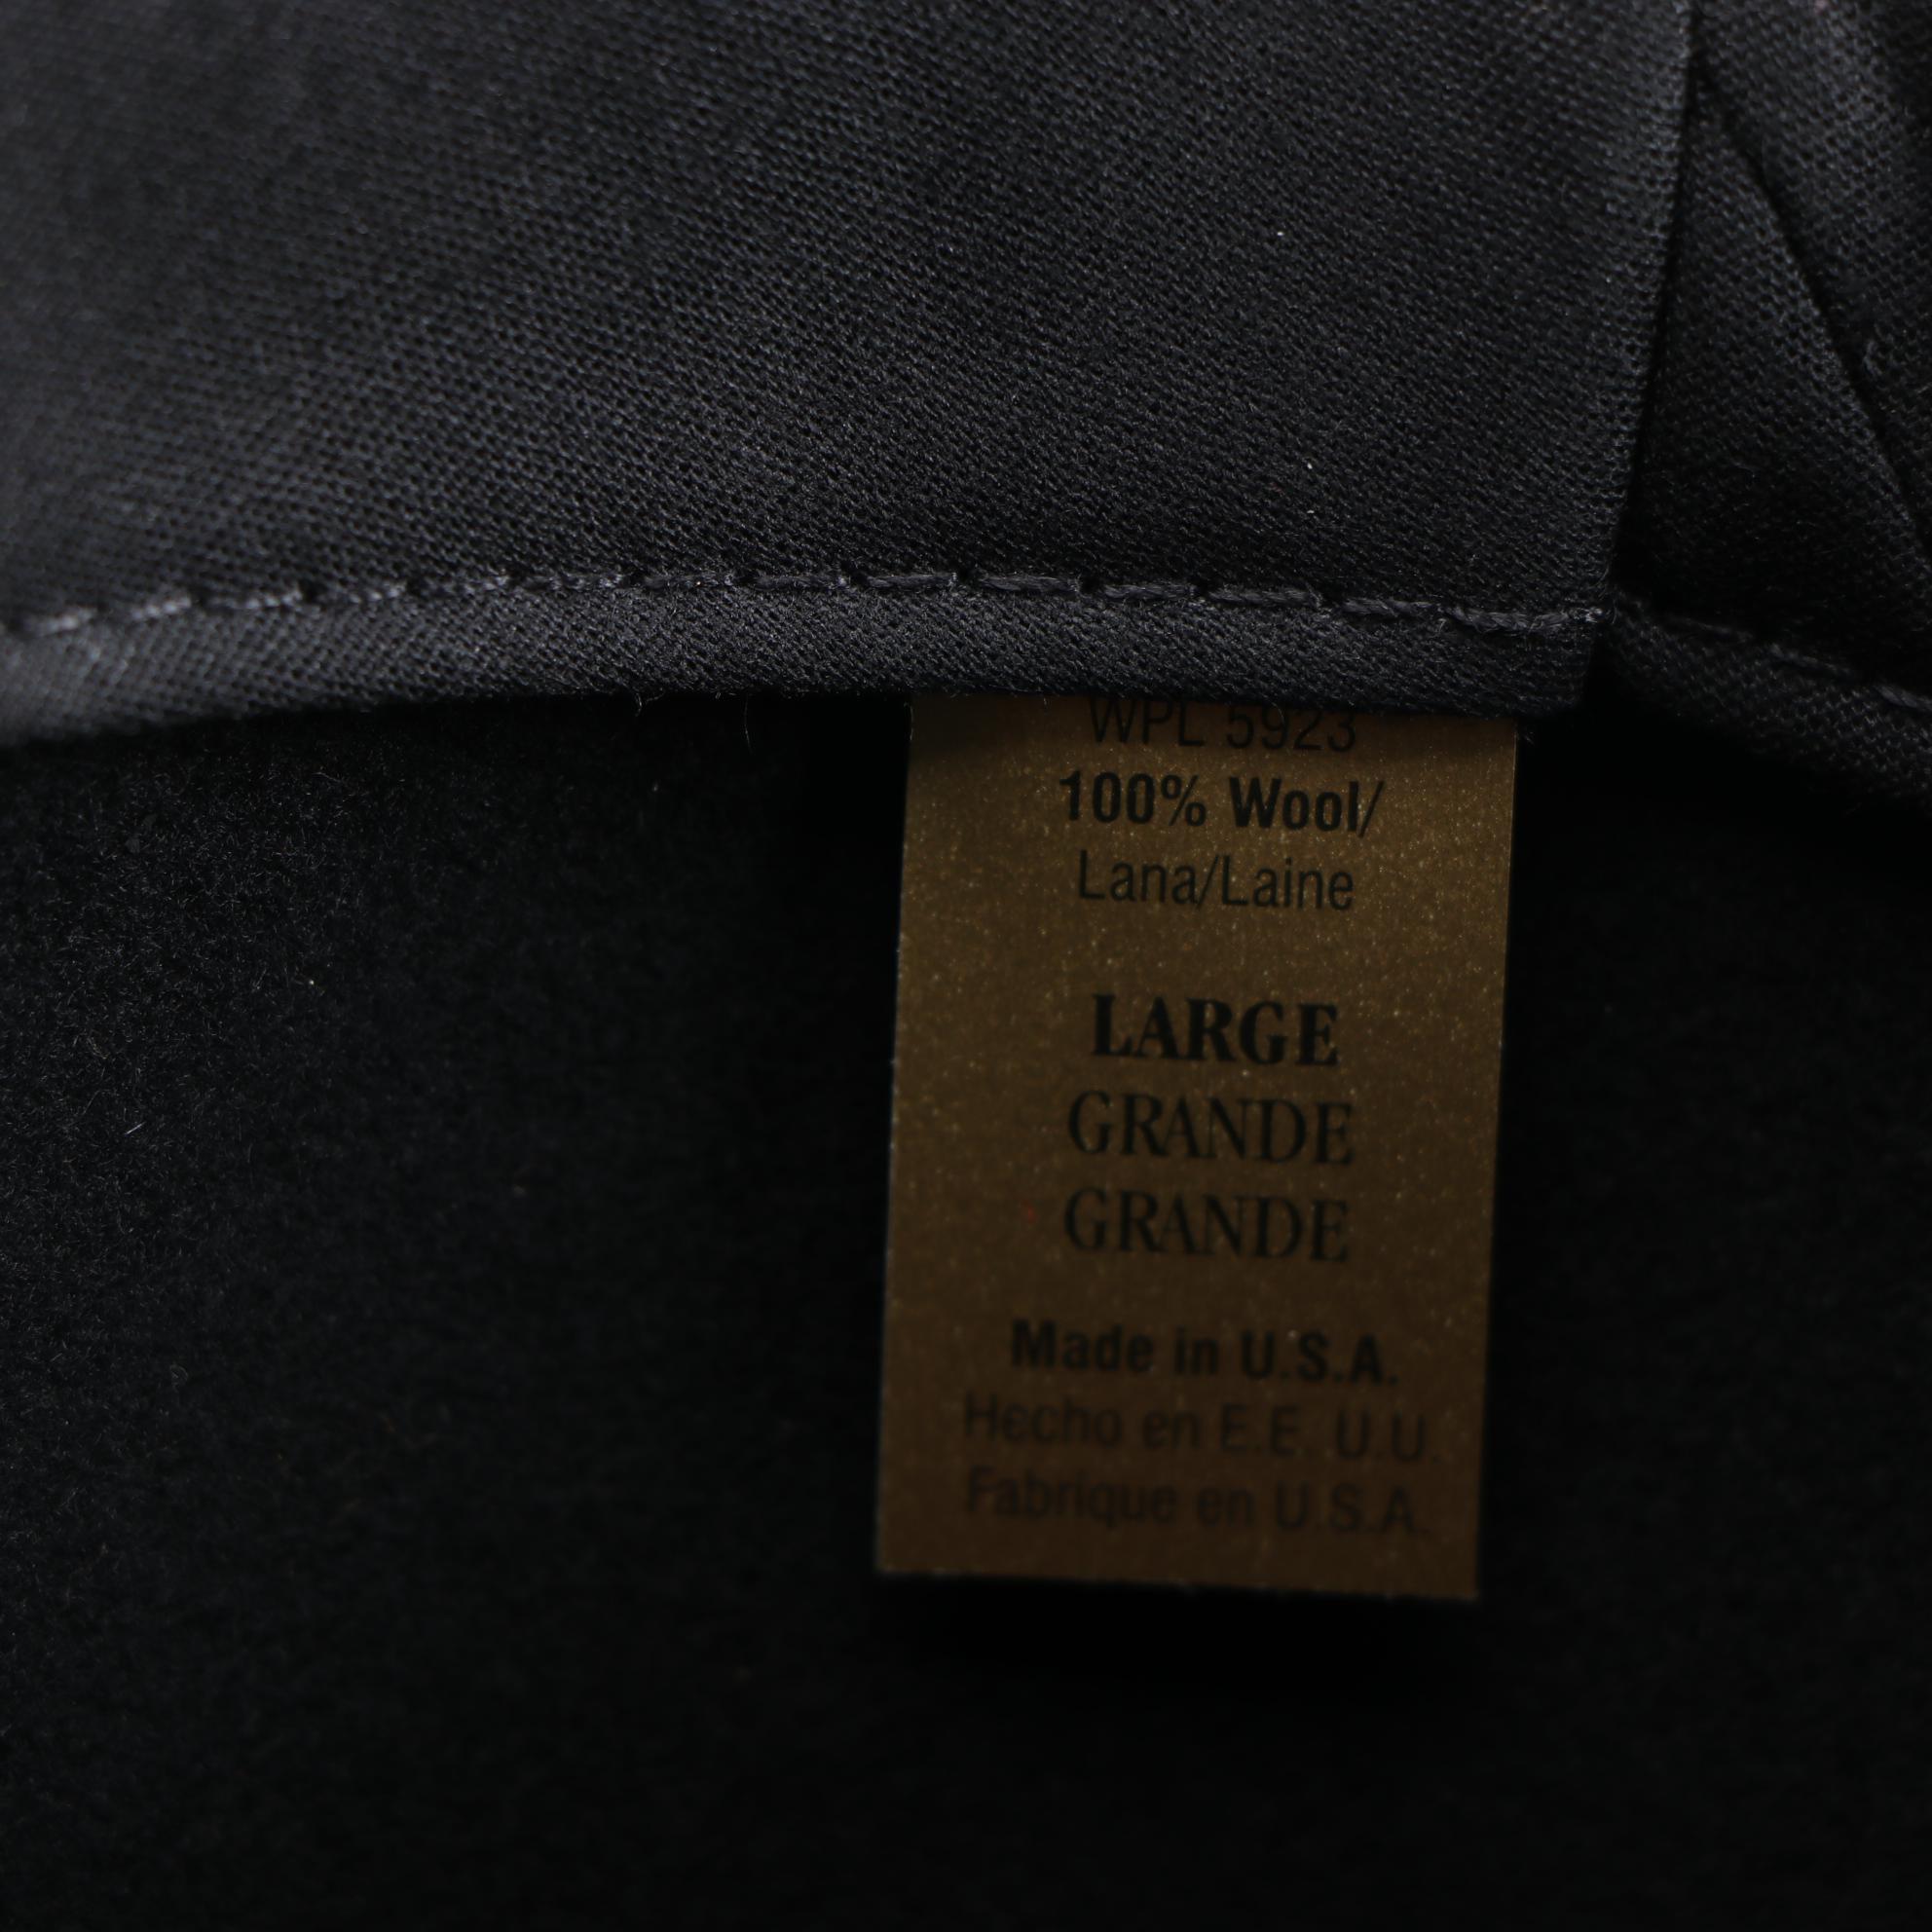 WPL 5923
100% Wool/
Lana/Laine
LARGE
GRANDE
GRANDE
Made in U.S.A.
Hecho en E.E. U.U.
Fabrique en U.S.A.